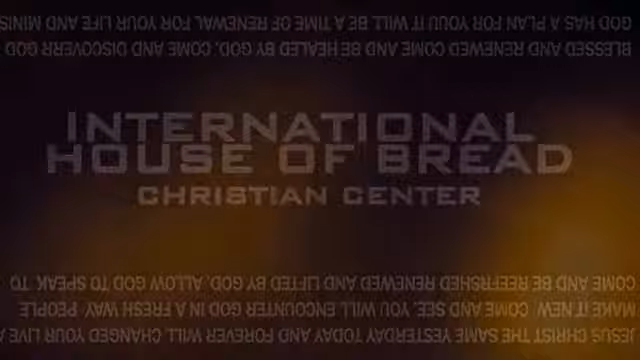 GOD HAS A PLAN FOR YOU! IT WILL BE A TIME OF RENEWAL FOR YOUR LIFE AND
BLESSED AND RENEWED COME AND BE HEALED BY GOD, COME AND DISCOVERR GOD
INTERNATIONAL
HOUSE OF BREAD
CHRISTIAN CENTER
COME AND BE REEFRSHED RENEWED AND LIFTED BY GOD, ALLOW GOD TO SPEAK TO
MAKE IT NEW COME AND SEE, YOU WILL ENCOUNTER GOD IN A FRESH WAY PEOPLE
JESUS CHRIST THE SAME YESTERDAY TODAY AND FOREVER WILL CHANGED YOUR LIVE